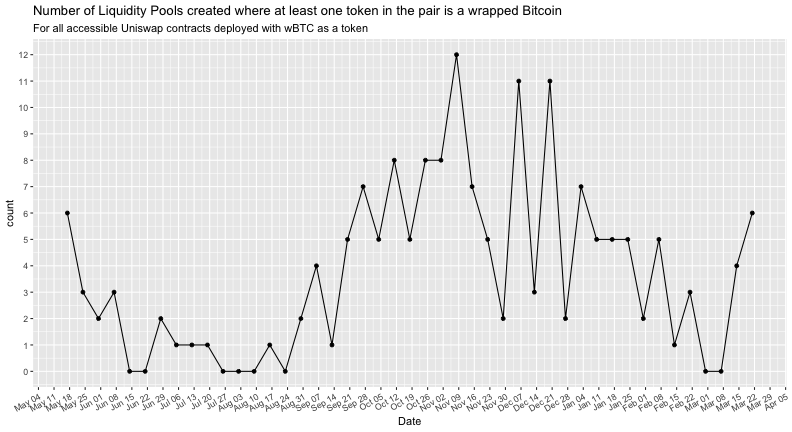 Number of Liquidity Pools created where at least one token in the pair is a wrapped Bitcoin
For all accessible Uniswap contracts deployed with wBTC as a token
12
11
10
9
8
7
6
5
4
3
2
1
0
count
May 04 May 11 May 18 May 25 Jun 01 Jun 08 Jun 15 Jun 22 Jun 29 Jul 06 Jul 13 Jul 20 Jul 27 Aug 03 Aug 10 Aug 17 Aug 24 Aug 31 Sep 07 Sep 14 Sep 21 Sep 28 Oct 05 Oct 12 Oct 19 Oct 26 Nov 02 Nov 09 Nov 16 Nov 23 Nov 30 Dec 07 Dec 14 Dec 21 Dec 28 Jan 04 Jan 11 Jan 18 Jan 25 Feb 01 Feb 08 Feb 15 Feb 22 Mar 01 Mar 08 Mar 15 Mar 22 Mar 29 Apr 05
Date